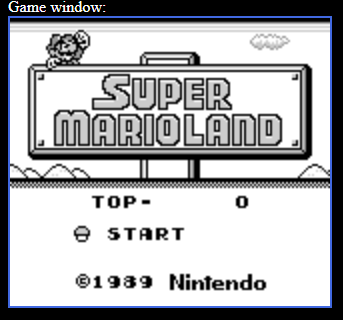 Game window:
SUPER
MARIOLAND
TOP- 0
START
©1989 Nintendo